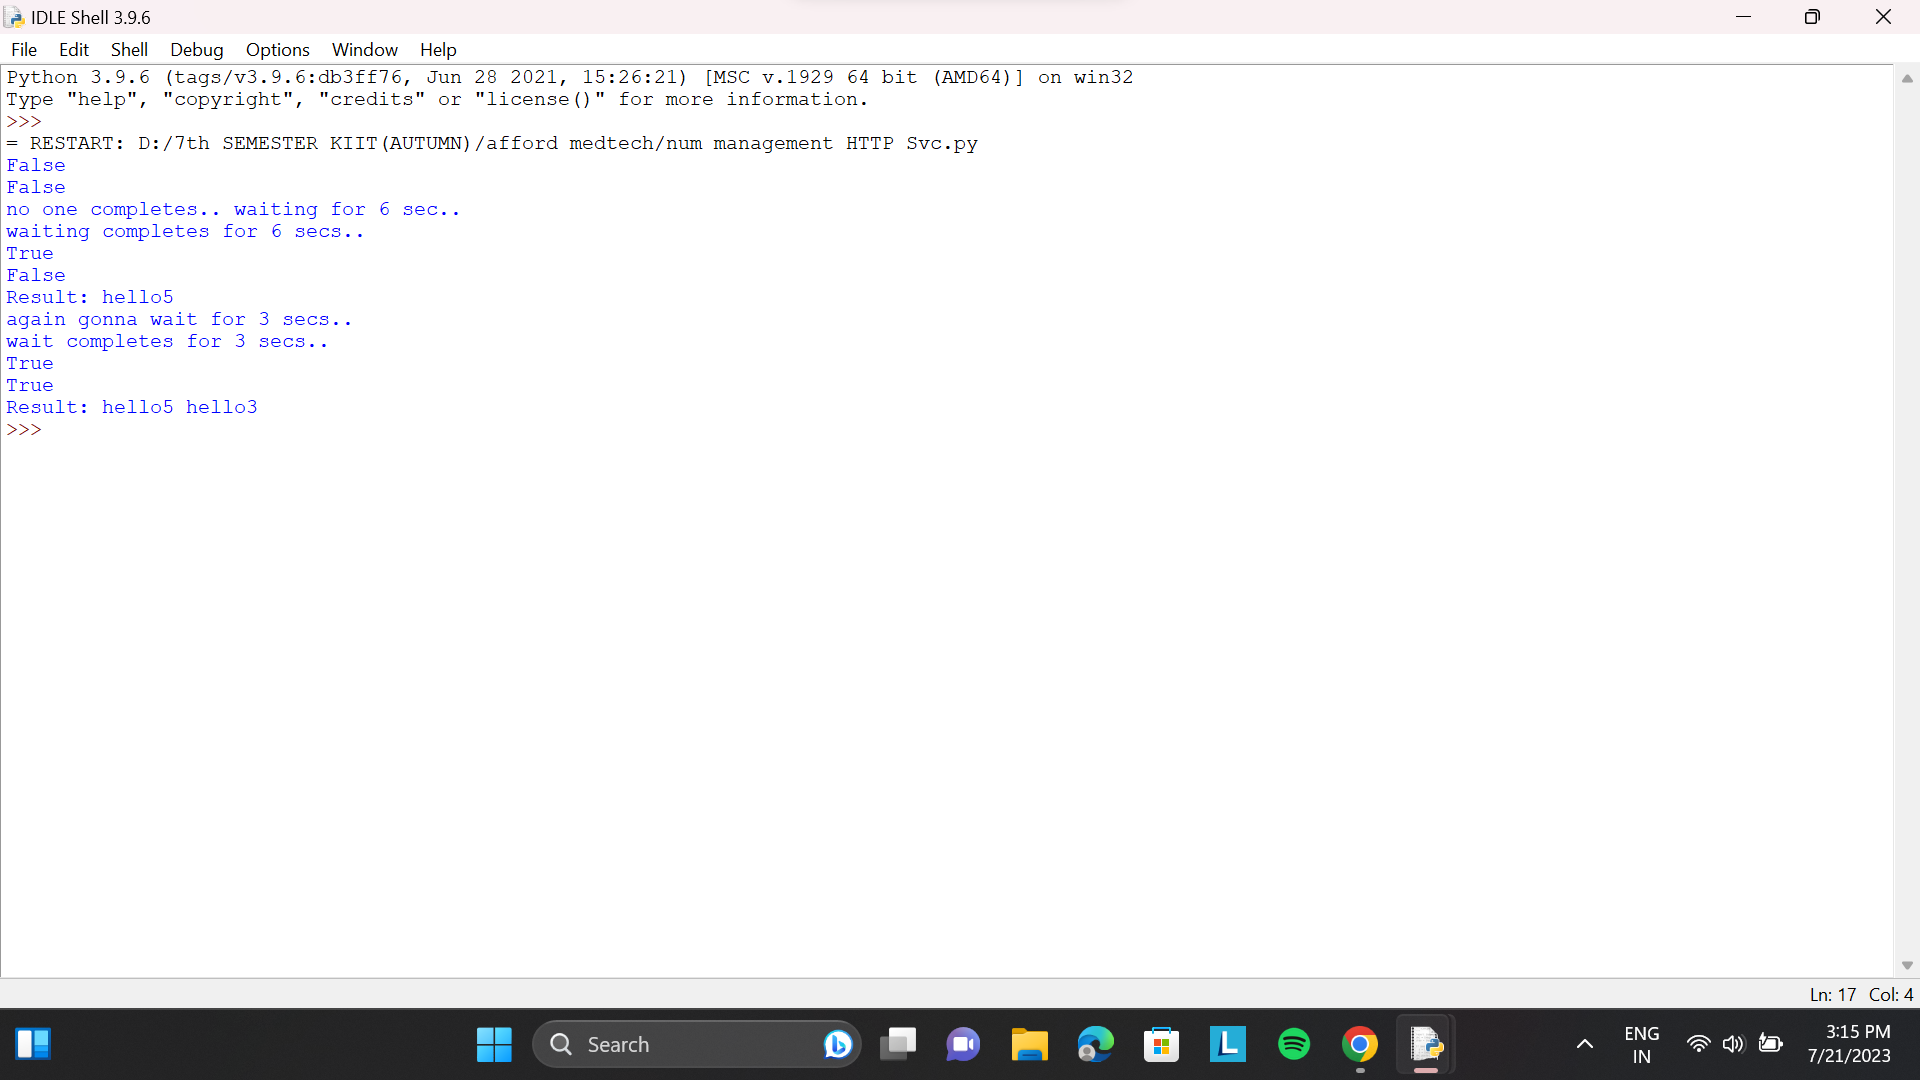 IDLE Shell 3.9.6
File Edit Shell Debug Options Window Help
Python 3.9.6 (tags/v3.9.6:db3ff76, Jun 28 2021, 15:26:21) [MSC v.1929 64 bit (AMD64)] on win32
Type "help", "copyright", "credits" or "license()" for more information.
>>>
= RESTART: D:/7th SEMESTER KIIT(AUTUMN)/afford medtech/num management HTTP Svc.py
False
False
no one completes.. waiting for 6 sec..
waiting completes for 6 secs..
True
False
Result: hello5
again gonna wait for 3 secs..
wait completes for 3 secs..
True
True
Result: hello5 hello3
>>>
Ln: 17 Col: 4
Search
L
ENG
IN
3:15 PM
7/21/2023